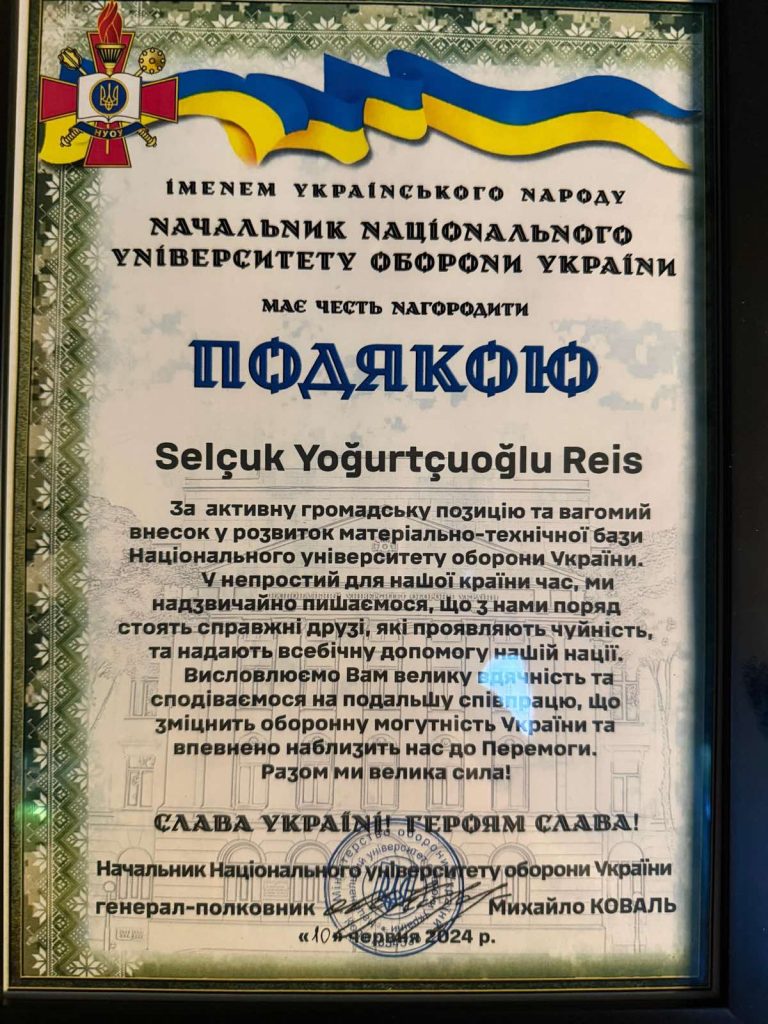 НУОУ
ІМЕНЕМ УКРАЇНСЬКОГО НАРОДУ
НАЧАЛЬНИК НАЦІОНАЛЬНОГО
УНІВЕРСИТЕТУ ОБОРОНИ УКРАЇНИ
МАЄ ЧЕСТЬ НАГОРОДИТИ
ПОДЯКОЮ
Selçuk Yoğurtçuoğlu Reis
За активну громадську позицію та вагомий
внесок у розвиток матеріально-технічної бази
Національного університету оборони України.
У непростий для нашої країни час, ми
надзвичайно пишаємося, що з нами поряд
стоять справжні друзі, які проявляють чуйність,
та надають всебічну допомогу нашій нації.
Висловлюємо Вам велику вдячність та
сподіваємося на подальшу співпрацю, що
зміцнить оборонну могутність України та
впевнено наблизить нас до Перемоги.
Разом ми велика сила!
СЛАВА УКРАЇНІ! ГЕРОЯМ СЛАВА!
Начальник Національного університету оборони України
генерал-полковник Михайло КОВАЛЬ
«10» червня 2024 р.